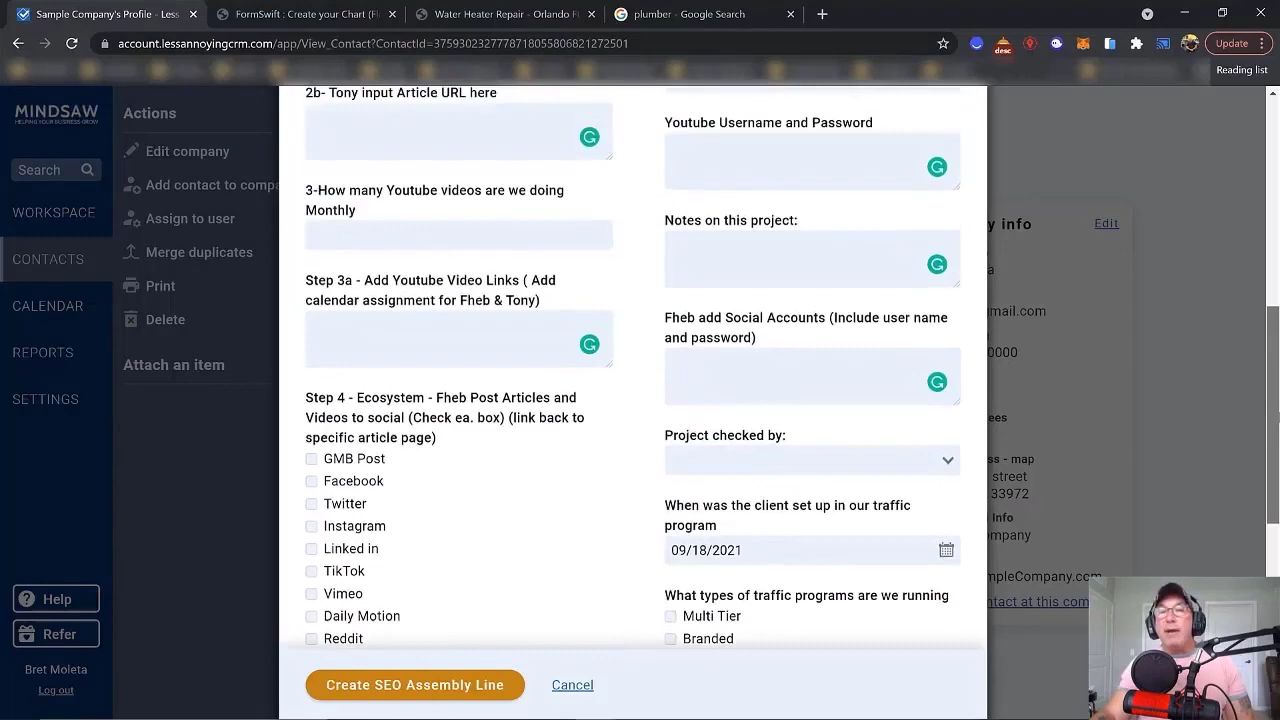 Sample's Profile - Less
FormSwift : Create your Chart (Fl
Water Heater Repair - Orlando Fl
plumber - Google Search
account.lessannoyingcrm.com/app/View_Contact?ContactId=3759302327778718055806821272501
desc
Update
Reading list
MINDSAW
HELPING YOUR BUSINESS GROW
Search
WORKSPACE
CONTACTS
CALENDAR
REPORTS
SETTINGS
Help
Refer
Bret Moleta
Log out
Actions
Edit company
Add contact to compa
Assign to user
Merge duplicates
Print
Delete
Attach an item
2b- Tony input Article URL here
3-How many Youtube videos are we doing
Monthly
Step 3a - Add Youtube Video Links ( Add
calendar assignment for Fheb & Tony)
Step 4 - Ecosystem - Fheb Post Articles and
Videos to social (Check ea. box) (link back to
specific article page)
GMB Post
Facebook
Twitter
Instagram
Linked in
TikTok
Vimeo
Daily Motion
Reddit
Youtube Username and Password
Notes on this project:
Fheb add Social Accounts (Include user name
and password)
Project checked by:
When was the client set up in our traffic
program
09/18/2021
What types of traffic programs are we running
Multi Tier
Branded
Create SEO Assembly Line
Cancel
y info
Edit
a
mail.com
0000
ees
ss - map
street
33972
Info
ompany
mpleCompany.com
ntact at this com